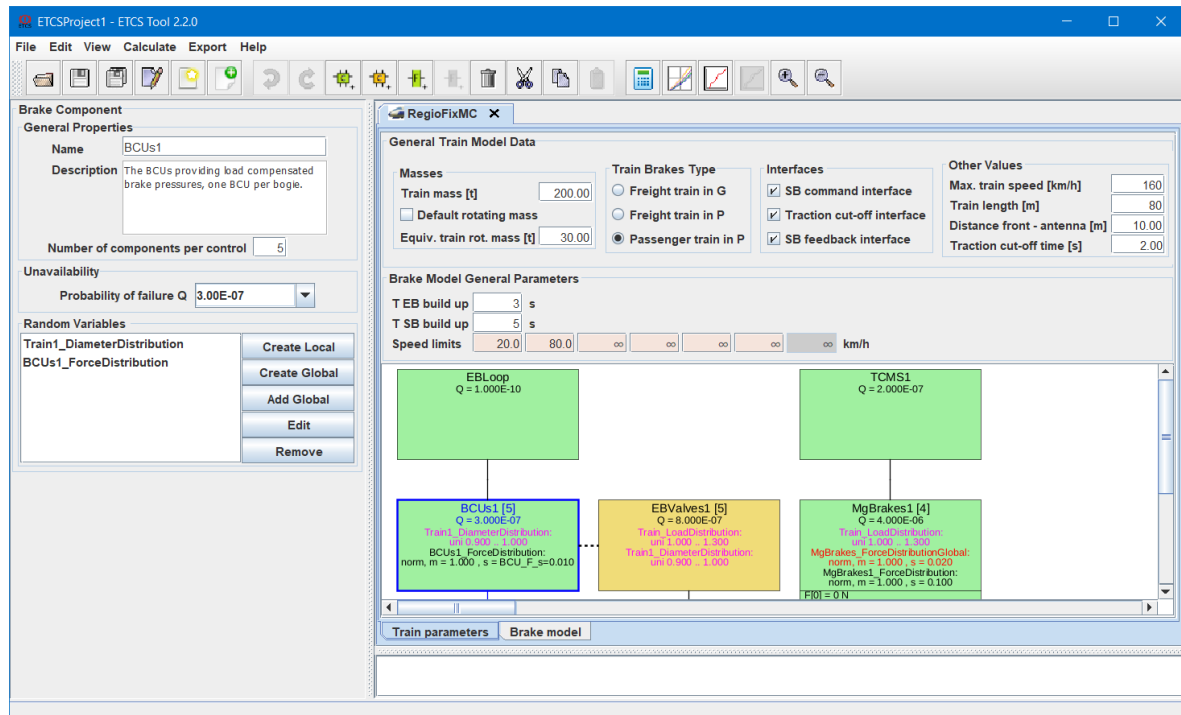 ETCSProject1 - ETCS Tool 2.2.0
File Edit View Calculate Export Help
Brake Component
General Properties
Name BCUs1
Description The BCUs providing load compensated
brake pressures, one BCU per bogie.
Number of components per control 5
Unavailability
Probability of failure Q 3.00E-07
Random Variables
Train1_DiameterDistribution
BCUs1_ForceDistribution
Create Local
Create Global
Add Global
Edit
Remove
RegioFixMC
General Train Model Data
Masses
Train mass [t] 200.00
Default rotating mass
Equiv. train rot. mass [t] 30.00
Train Brakes Type
Freight train in G
Freight train in P
Passenger train in P
Interfaces
SB command interface
Traction cut-off interface
SB feedback interface
Other Values
Max. train speed [km/h] 160
Train length [m] 80
Distance front - antenna [m] 10.00
Traction cut-off time [s] 2.00
Brake Model General Parameters
T EB build up 3 s
T SB build up 5 s
Speed limits 20.0 80.0 ∞ ∞ ∞ ∞ ∞ km/h
EBLoop
Q = 1.000E-10
TCMS1
Q = 2.000E-07
BCUs1 [5]
Q = 3.000E-07
Train1_DiameterDistribution:
uni 0.900 .. 1.000
BCUs1_ForceDistribution:
norm, m = 1.000 , s = BCU_F_s=0.010
EBValves1 [5]
Q = 8.000E-07
Train_LoadDistribution:
uni 1.000 .. 1.300
Train1_DiameterDistribution:
uni 0.900 .. 1.000
MgBrakes1 [4]
Q = 4.000E-06
Train_LoadDistribution:
uni 1.000 .. 1.300
MgBrakes_ForceDistributionGlobal:
norm, m = 1.000 , s = 0.020
MgBrakes1_ForceDistribution:
norm, m = 1.000 , s = 0.100
F[0] = 0 N
Train parameters Brake model